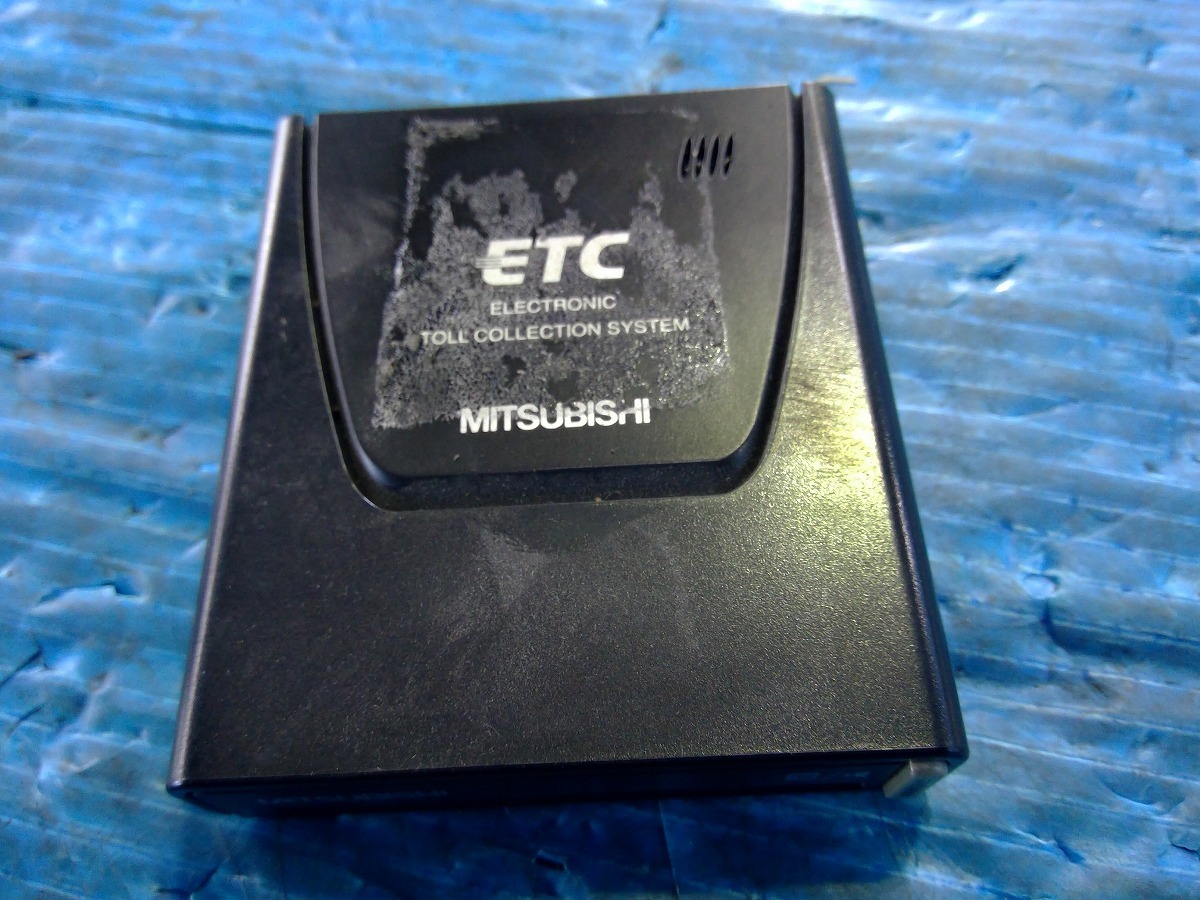 ETC
ELECTRONIC
TOLL COLLECTION SYSTEM
MITSUBISHI